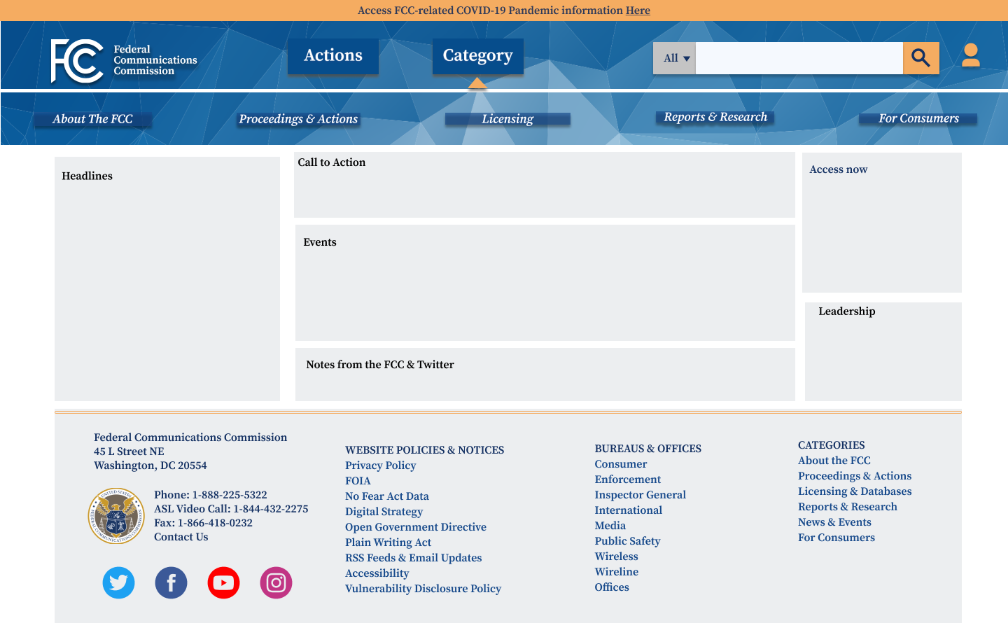 Access FCC-related COVID-19 Pandemic information Here
FCC
Federal
Communications
Commission
Actions
Category
All
About The FCC
Proceedings & Actions
Licensing
Reports & Research
For Consumers
Headlines
Call to Action
Events
Notes from the FCC & Twitter
Access now
Leadership
Federal Communications Commission
45 L Street NE
Washington, DC 20554
Phone: 1-888-225-5322
ASL Video Call: 1-844-432-2275
Fax: 1-866-418-0232
Contact Us
WEBSITE POLICIES & NOTICES
Privacy Policy
FOIA
No Fear Act Data
Digital Strategy
Open Government Directive
Plain Writing Act
RSS Feeds & Email Updates
Accessibility
Vulnerability Disclosure Policy
BUREAUS & OFFICES
Consumer
Enforcement
Inspector General
International
Media
Public Safety
Wireless
Wireline
Offices
CATEGORIES
About the FCC
Proceedings & Actions
Licensing & Databases
Reports & Research
News & Events
For Consumers